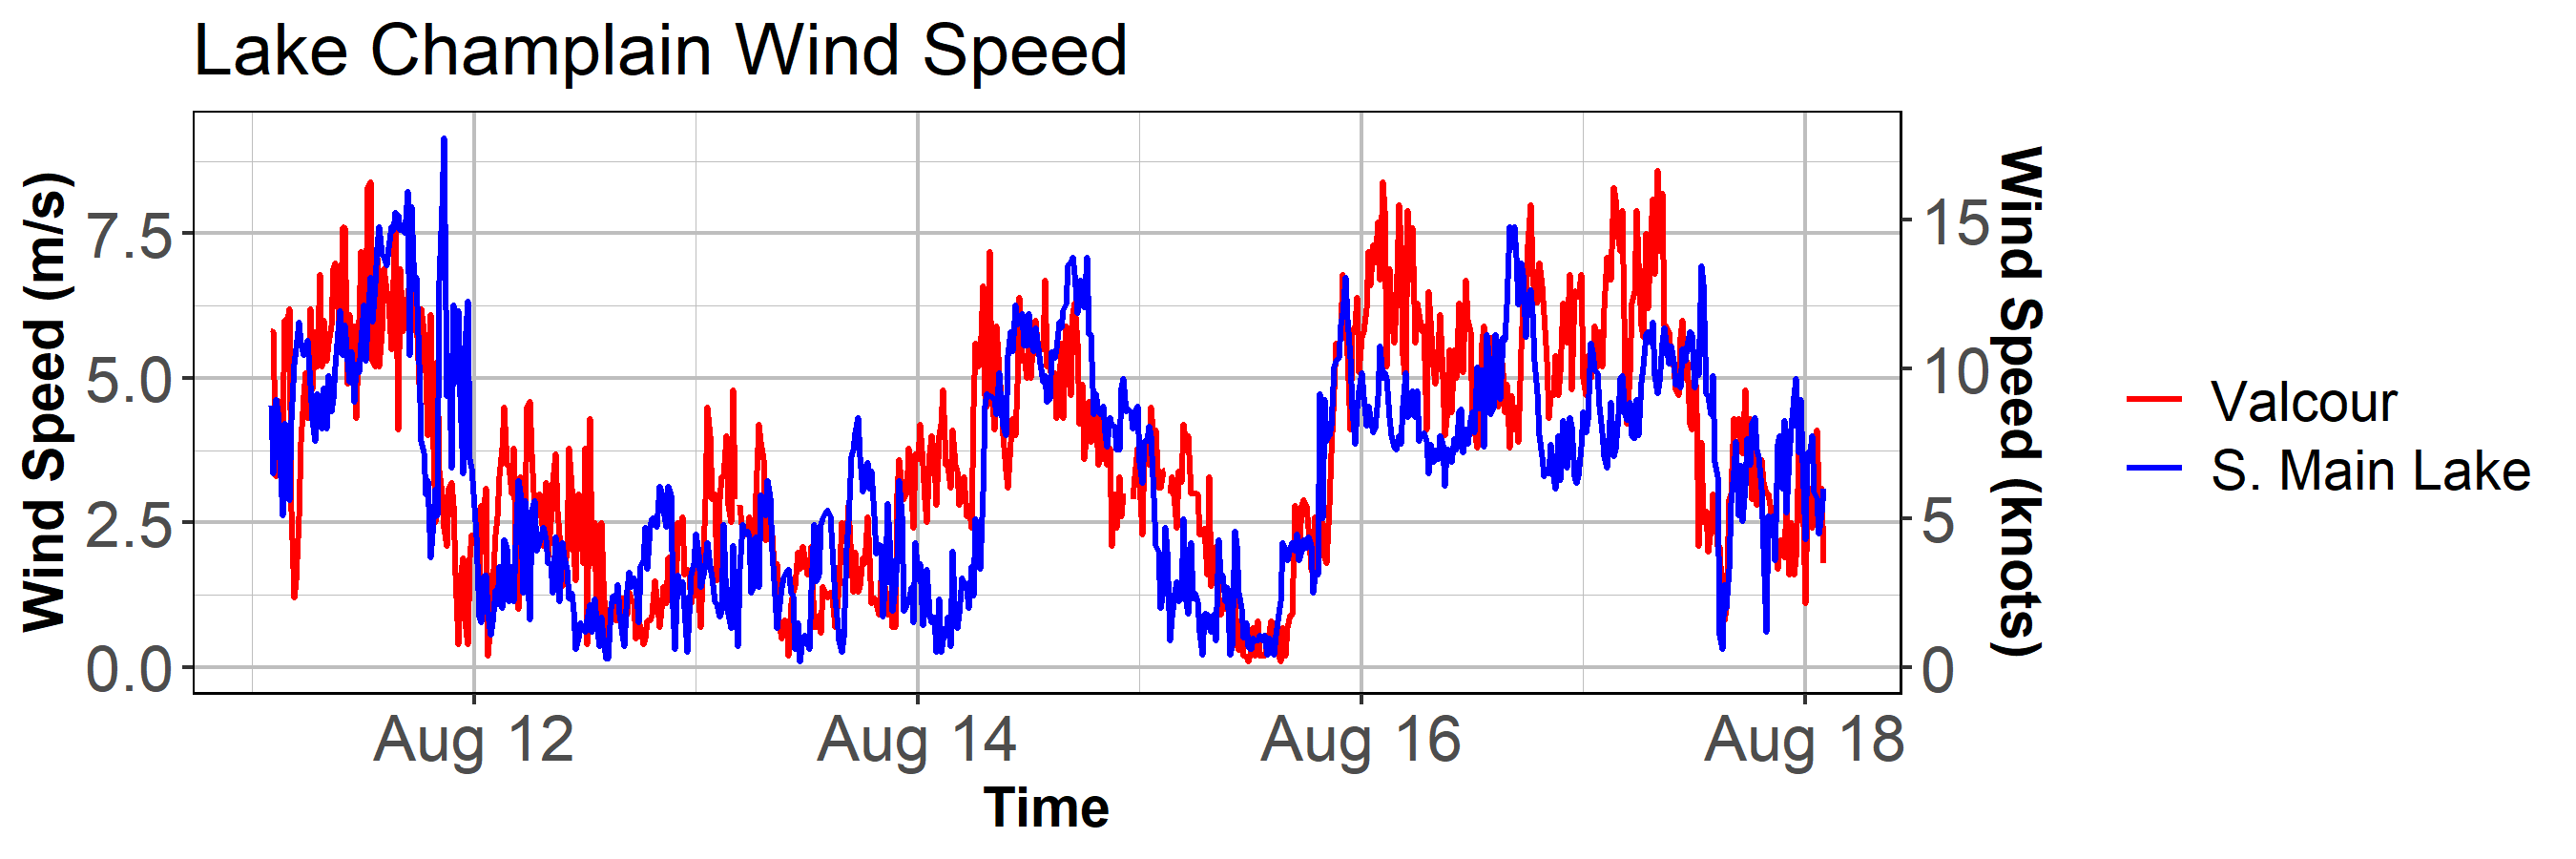 Lake Champlain Wind Speed
Wind Speed (m/s)
7.5
5.0
2.5
0.0
Wind Speed (knots)
15
10
5
0
Aug 12
Aug 14
Aug 16
Aug 18
Time
Valcour
S. Main Lake